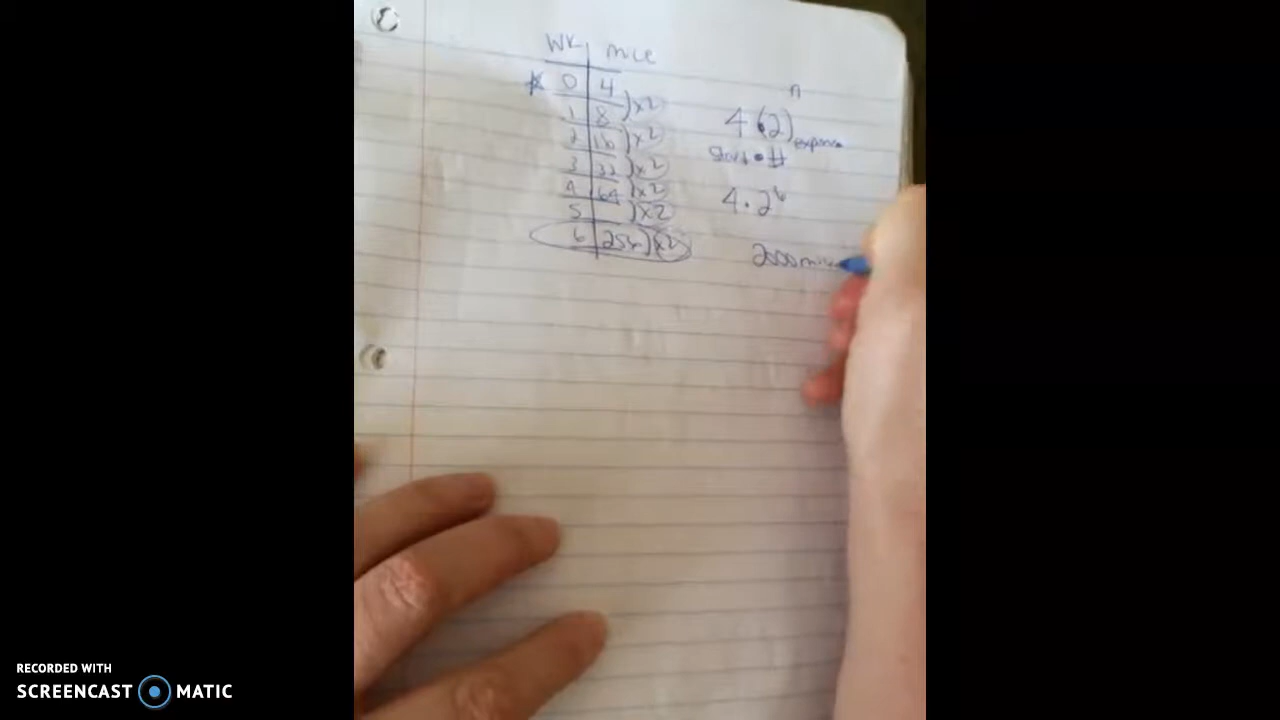 WK mice
0 4
1 8 )x2
2 16 )x2
3 32 )x2
4 64 )x2
5 )x2
6 256 )x2
n
4(2)
start • #
4 • 2^6
2000 mice
RECORDED WITH
SCREENCAST MATIC